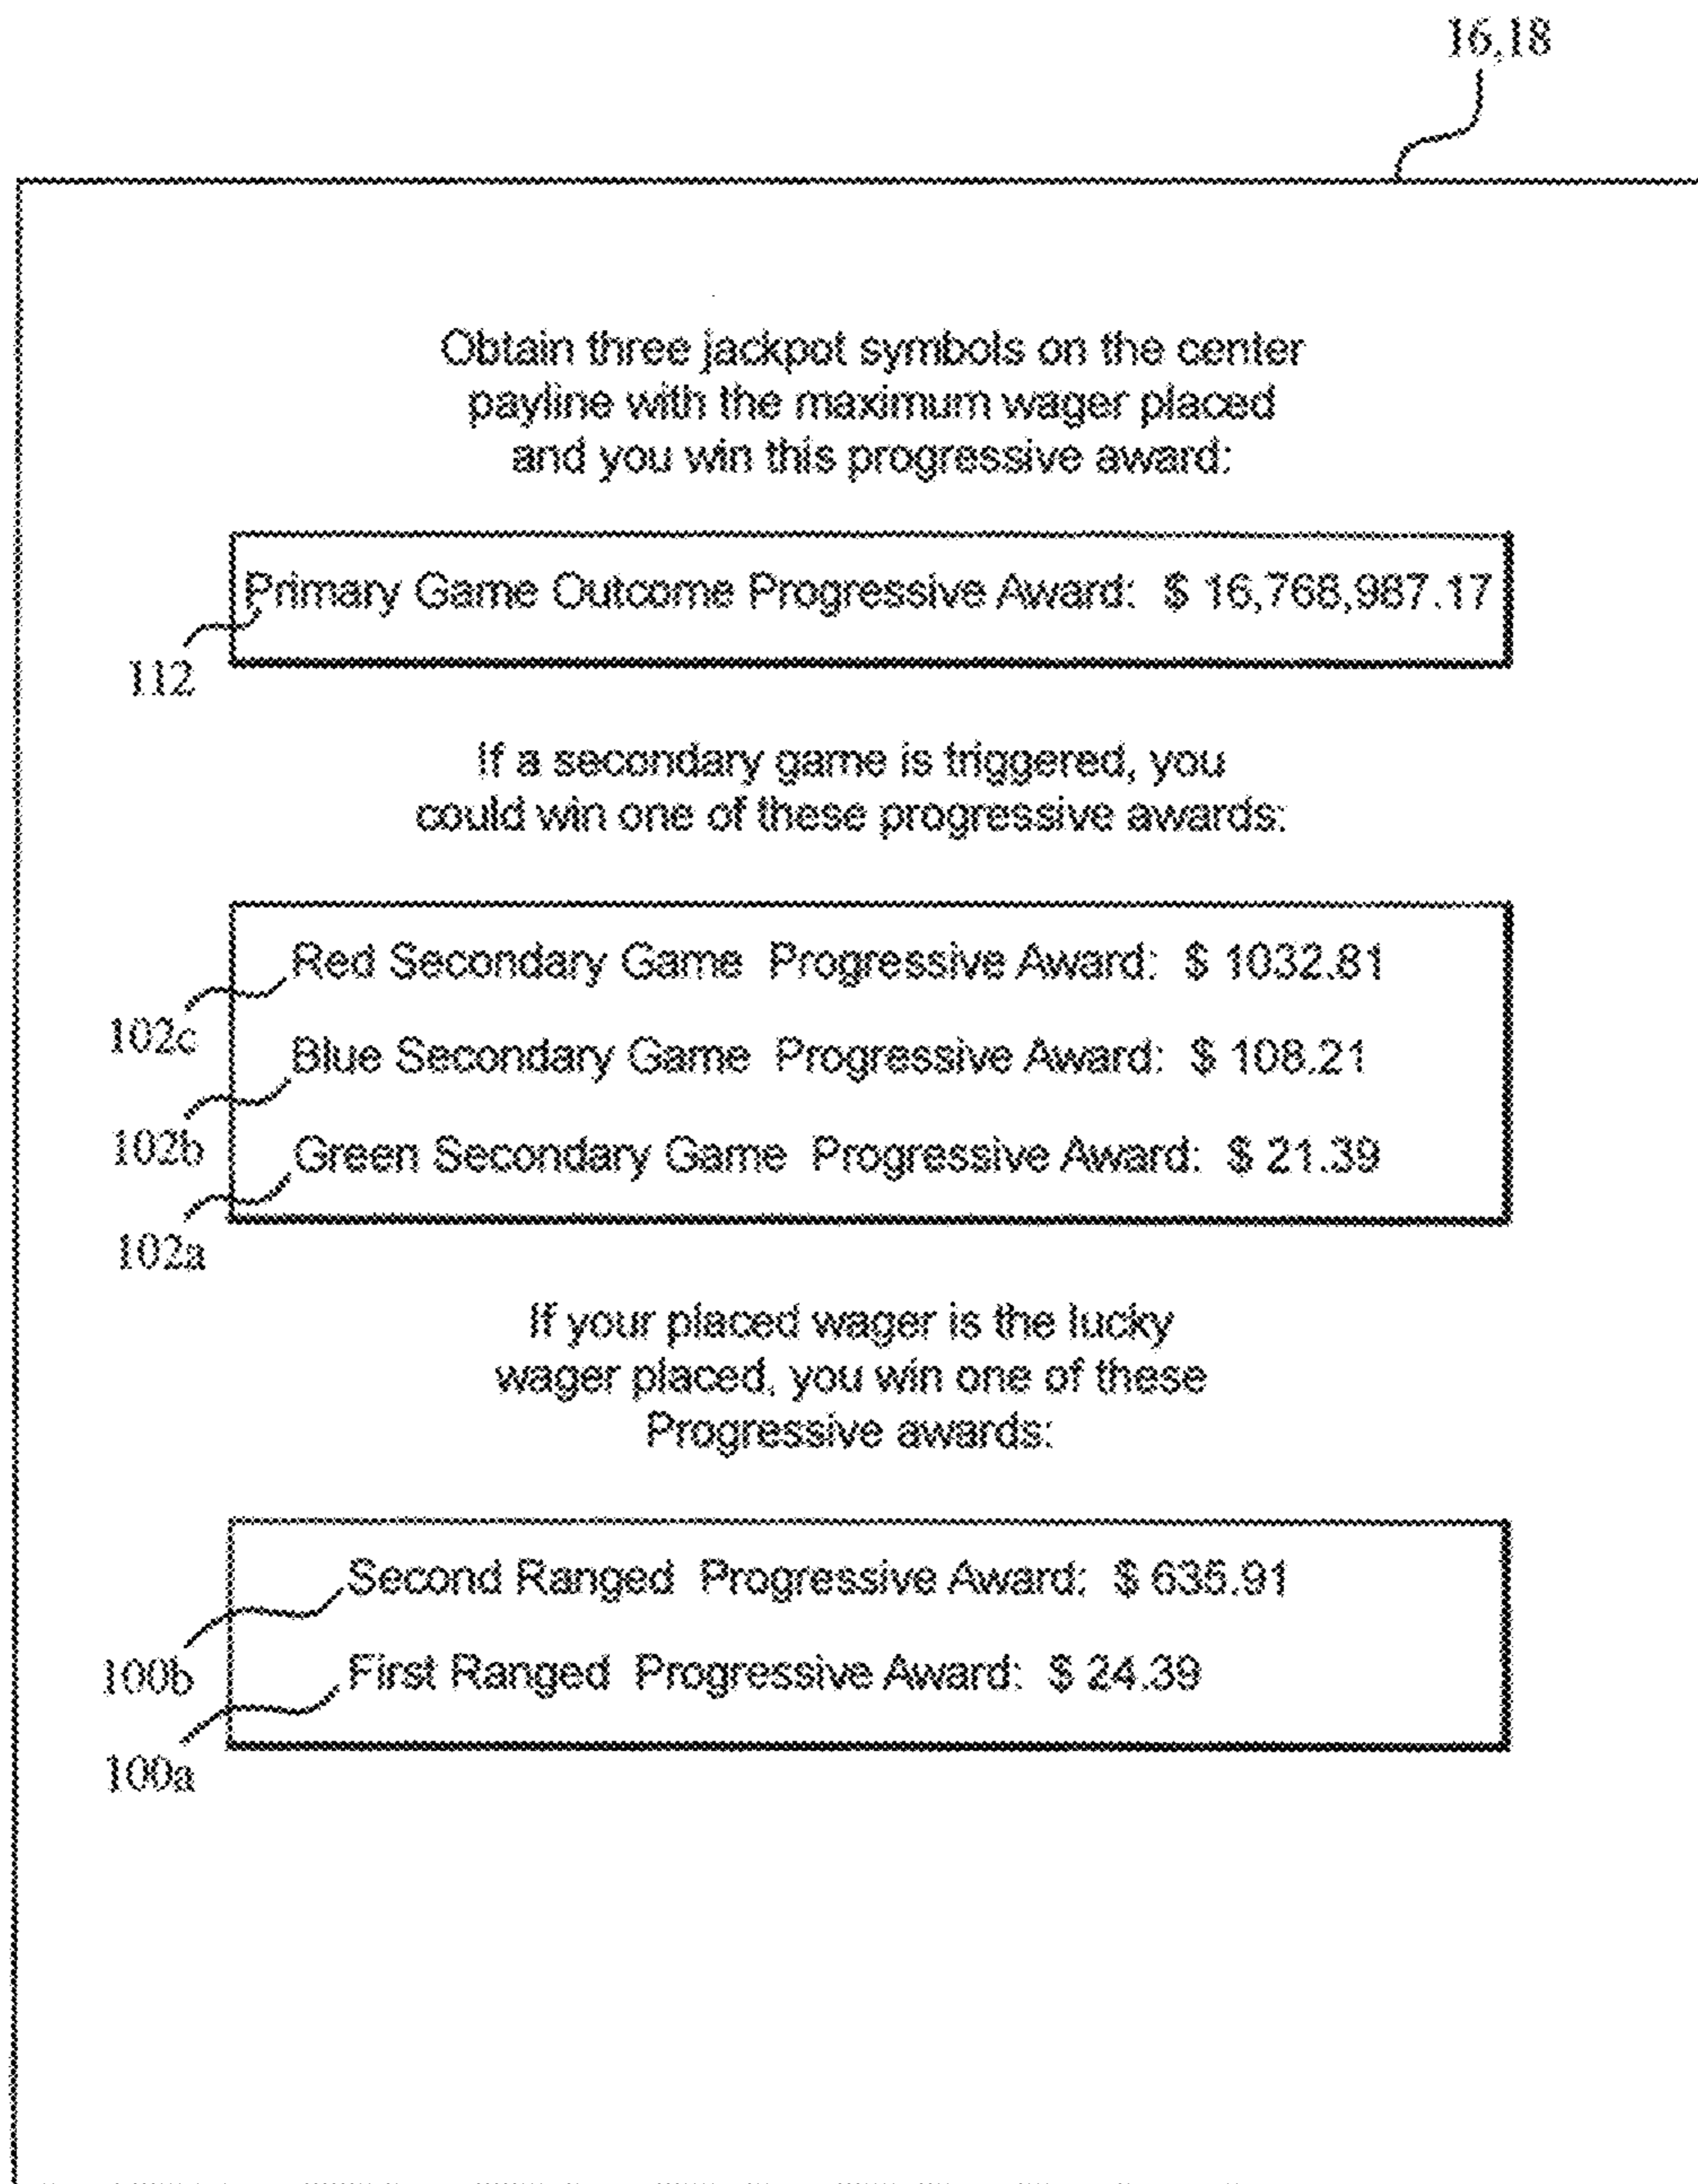 16,18
Obtain three jackpot symbols on the center
payline with the maximum wager placed
and you win this progressive award:
Primary Game Outcome Progressive Award: $ 16,768,987.17
112
If a secondary game is triggered, you
could win one of these progressive awards:
Red Secondary Game Progressive Award: $ 1032.81
102c
Blue Secondary Game Progressive Award: $ 108.21
102b
Green Secondary Game Progressive Award: $ 21.39
102a
If your placed wager is the lucky
wager placed, you win one of these
Progressive awards:
Second Ranged Progressive Award: $ 635.91
100b
First Ranged Progressive Award: $ 24.39
100a